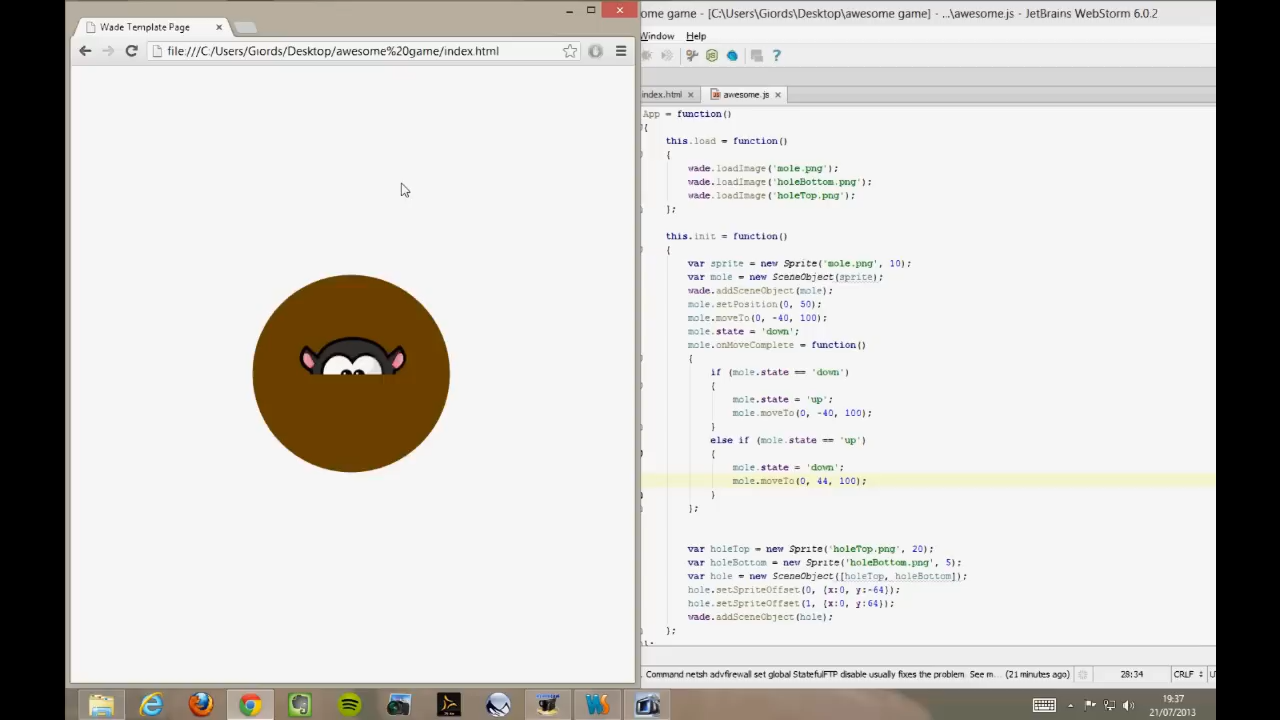 Wade Template Page
file:///C:/Users/Giords/Desktop/awesome%20game/index.html
ome game - [C:\Users\Giords\Desktop\awesome game] - ...\awesome.js - JetBrains WebStorm 6.0.2
Window Help
index.html awesome.js
App = function()
{
this.load = function()
{
wade.loadImage('mole.png');
wade.loadImage('holeBottom.png');
wade.loadImage('holeTop.png');
};
this.init = function()
{
var sprite = new Sprite('mole.png', 10);
var mole = new SceneObject(sprite);
wade.addSceneObject(mole);
mole.setPosition(0, 50);
mole.moveTo(0, -40, 100);
mole.state = 'down';
mole.onMoveComplete = function()
{
if (mole.state == 'down')
{
mole.state = 'up';
mole.moveTo(0, -40, 100);
}
else if (mole.state == 'up')
{
mole.state = 'down';
mole.moveTo(0, 44, 100);
}
};
var holeTop = new Sprite('holeTop.png', 20);
var holeBottom = new Sprite('holeBottom.png', 5);
var hole = new SceneObject([holeTop, holeBottom]);
hole.setSpriteOffset(0, {x:0, y:-64});
hole.setSpriteOffset(1, {x:0, y:64});
wade.addSceneObject(hole);
};
Command netsh advfirewall set global StatefulFTP disable usually fixes the problem. See m... (21 minutes ago) 28:34 CRLF
19:37
21/07/2013